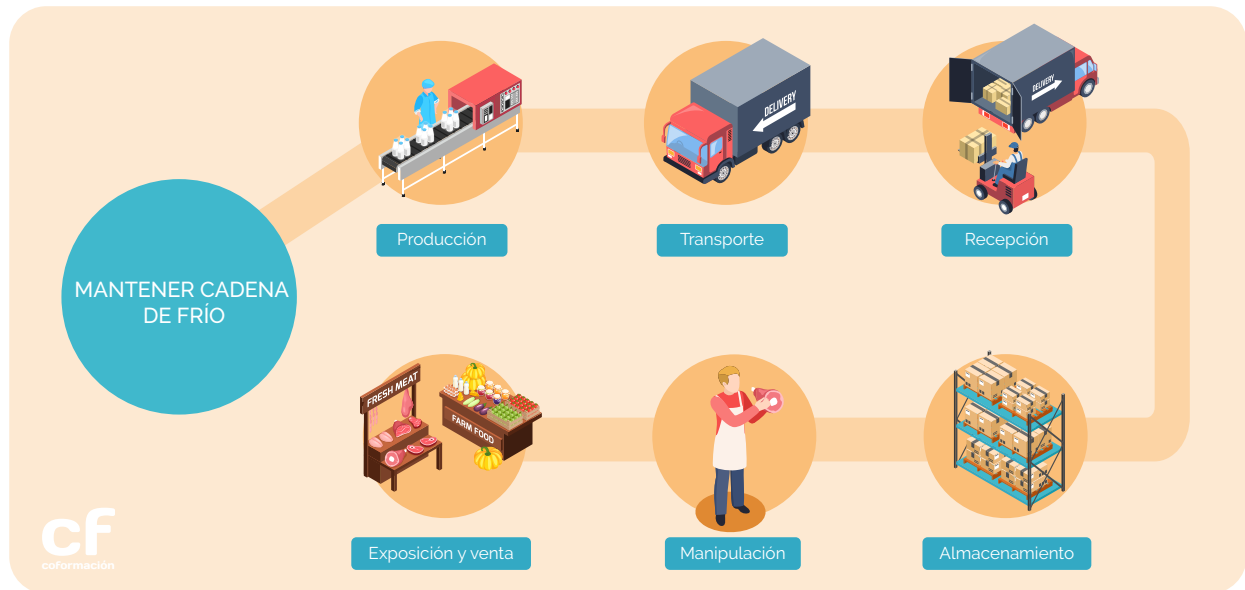 DELIVERY
DELIVERY
Producción
Transporte
Recepción
MANTENER CADENA
DE FRÍO
FRESH MEAT
FARM FOOD
Exposición y venta
Manipulación
Almacenamiento
cf
coformación